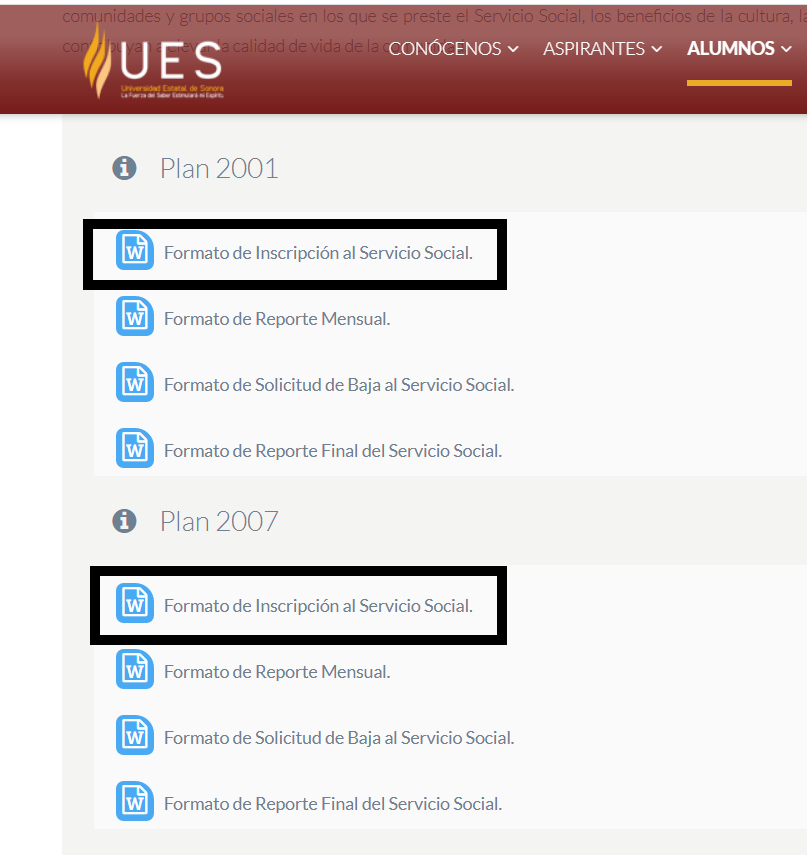 comunidades y grupos sociales en los que se preste el Servicio Social, los beneficios de la cultura, la
calidad de vida de la
UES
Universidad Estatal de Sonora
La Fuerza del Saber Estimulará mi Espíritu
CONÓCENOS
ASPIRANTES
ALUMNOS
Plan 2001
Formato de Inscripción al Servicio Social.
Formato de Reporte Mensual.
Formato de Solicitud de Baja al Servicio Social.
Formato de Reporte Final del Servicio Social.
Plan 2007
Formato de Inscripción al Servicio Social.
Formato de Reporte Mensual.
Formato de Solicitud de Baja al Servicio Social.
Formato de Reporte Final del Servicio Social.